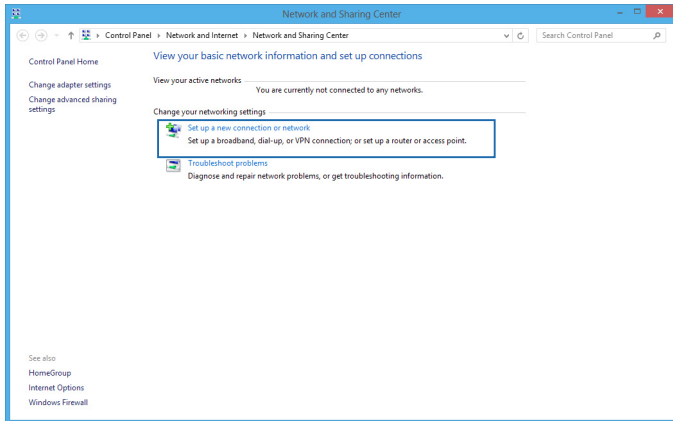 Network and Sharing Center
Control Panel Network and Internet Network and Sharing Center
Search Control Panel
Control Panel Home
Change adapter settings
Change advanced sharing
settings
View your basic network information and set up connections
View your active networks
You are currently not connected to any networks.
Change your networking settings
Set up a new connection or network
Set up a broadband, dial-up, or VPN connection; or set up a router or access point.
Troubleshoot problems
Diagnose and repair network problems, or get troubleshooting information.
See also
HomeGroup
Internet Options
Windows Firewall